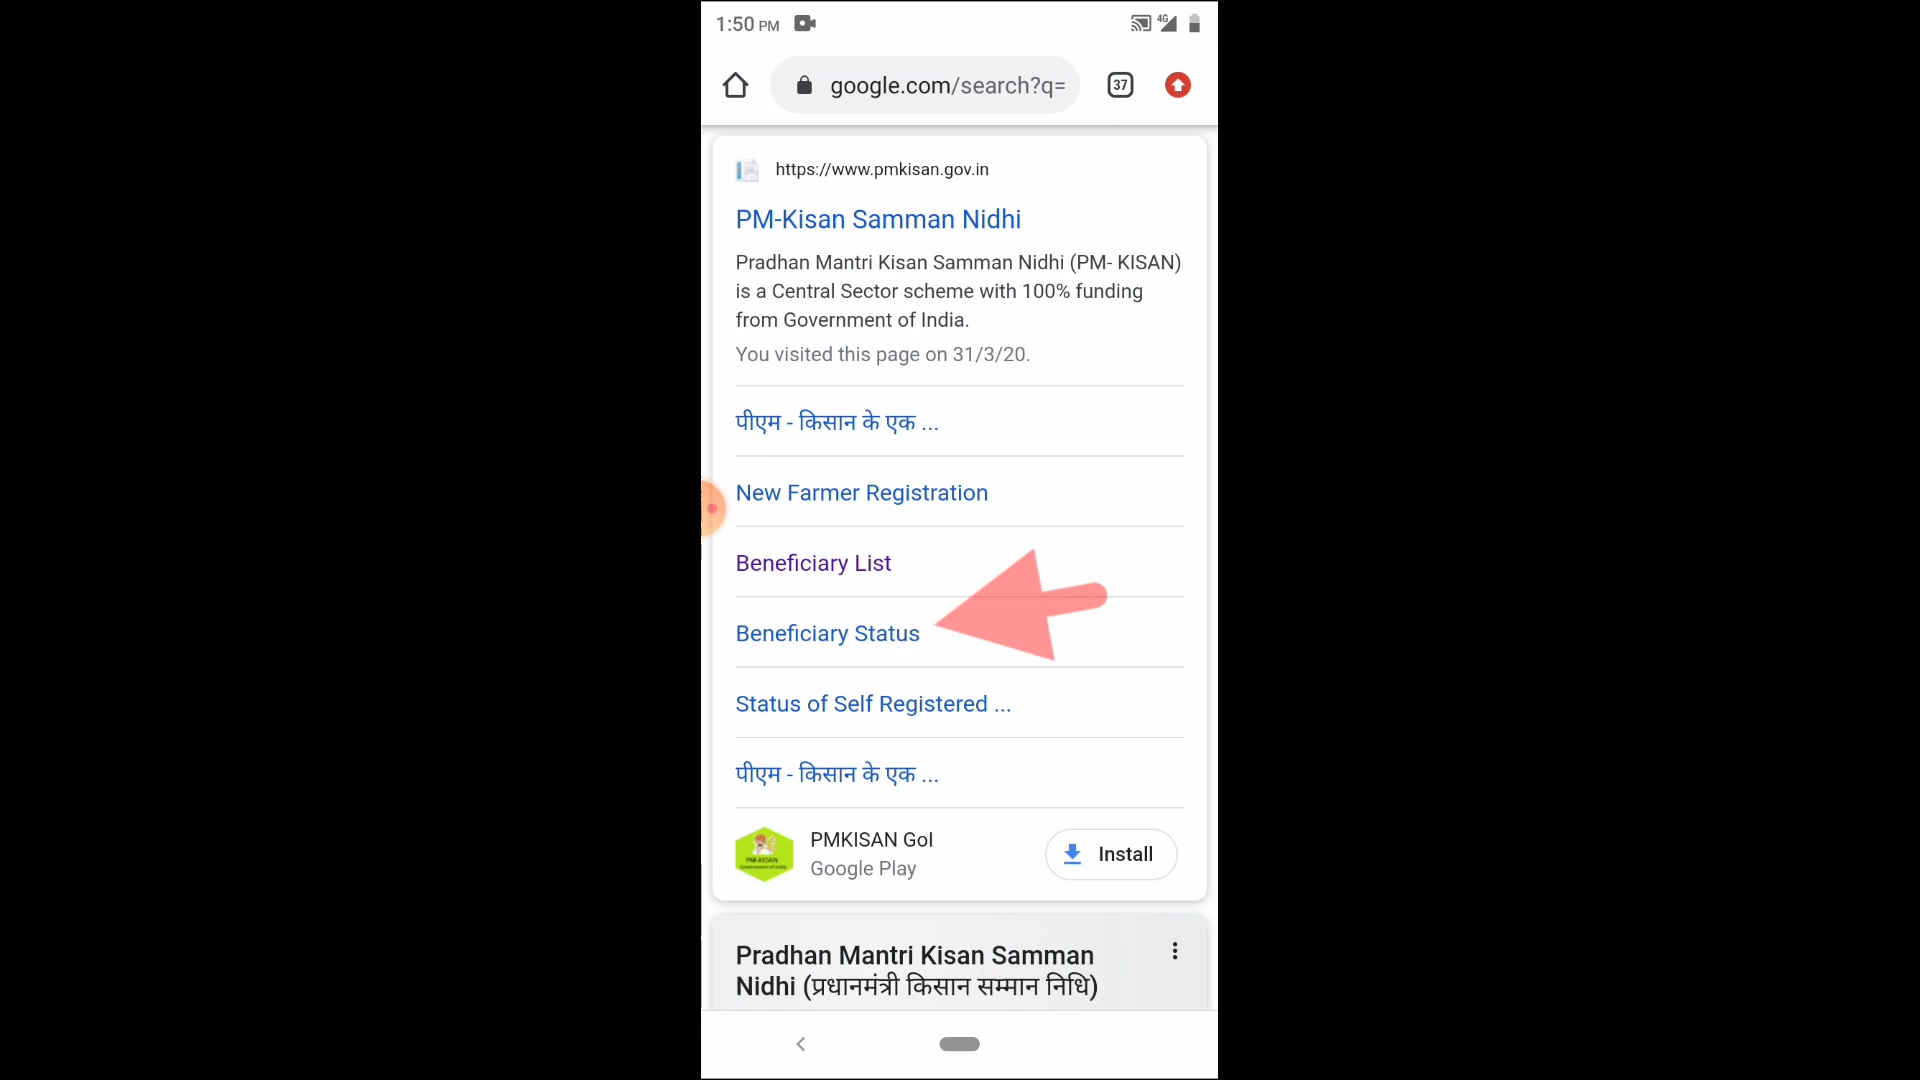 1:50 PM
4G
google.com/search?q=
37
https://www.pmkisan.gov.in
PM-Kisan Samman Nidhi
Pradhan Mantri Kisan Samman Nidhi (PM- KISAN)
is a Central Sector scheme with 100% funding
from Government of India.
You visited this page on 31/3/20.
पीएम - किसान के एक ...
New Farmer Registration
Beneficiary List
Beneficiary Status
Status of Self Registered ...
पीएम - किसान के एक ...
PM-KISAN
PMKISAN GoI
Google Play
Install
Pradhan Mantri Kisan Samman
Nidhi (प्रधानमंत्री किसान सम्मान निधि)